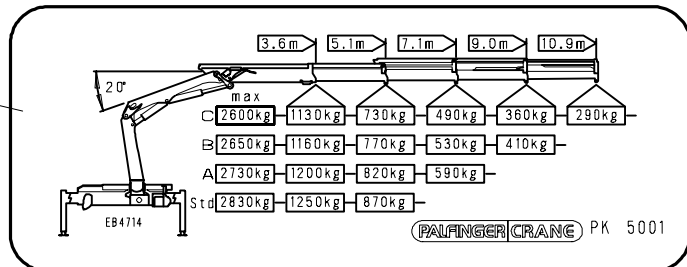 3.6m 5.1m 7.1m 9.0m 10.9m
20°
max
C 2600kg 1130kg 730kg 490kg 360kg 290kg
B 2650kg 1160kg 770kg 530kg 410kg
A 2730kg 1200kg 820kg 590kg
Std 2830kg 1250kg 870kg
EB4714
PALFINGER CRANE PK 5001